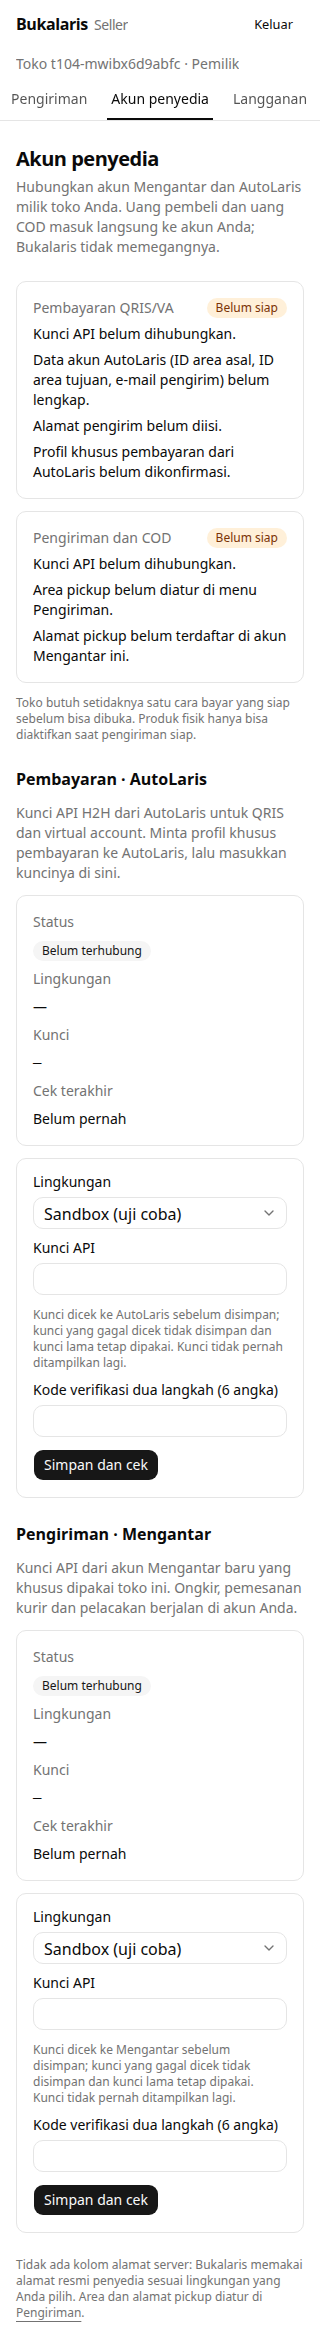 Bukalaris Seller
Keluar
Toko t104-mwibx6d9abfc · Pemilik
Pengiriman
Akun penyedia
Langganan
Akun penyedia
Hubungkan akun Mengantar dan AutoLaris
milik toko Anda. Uang pembeli dan uang
COD masuk langsung ke akun Anda;
Bukalaris tidak memegangnya.
Pembayaran QRIS/VA
Belum siap
Kunci API belum dihubungkan.
Data akun AutoLaris (ID area asal, ID
area tujuan, e-mail pengirim) belum
lengkap.
Alamat pengirim belum diisi.
Profil khusus pembayaran dari
AutoLaris belum dikonfirmasi.
Pengiriman dan COD
Belum siap
Kunci API belum dihubungkan.
Area pickup belum diatur di menu
Pengiriman.
Alamat pickup belum terdaftar di akun
Mengantar ini.
Toko butuh setidaknya satu cara bayar yang siap
sebelum bisa dibuka. Produk fisik hanya bisa
diaktifkan saat pengiriman siap.
Pembayaran · AutoLaris
Kunci API H2H dari AutoLaris untuk QRIS
dan virtual account. Minta profil khusus
pembayaran ke AutoLaris, lalu masukkan
kuncinya di sini.
Status
Belum terhubung
Lingkungan
—
Kunci
—
Cek terakhir
Belum pernah
Lingkungan
Sandbox (uji coba)
Kunci API
Kunci dicek ke AutoLaris sebelum disimpan;
kunci yang gagal dicek tidak disimpan dan
kunci lama tetap dipakai. Kunci tidak pernah
ditampilkan lagi.
Kode verifikasi dua langkah (6 angka)
Simpan dan cek
Pengiriman · Mengantar
Kunci API dari akun Mengantar baru yang
khusus dipakai toko ini. Ongkir, pemesanan
kurir dan pelacakan berjalan di akun Anda.
Status
Belum terhubung
Lingkungan
—
Kunci
—
Cek terakhir
Belum pernah
Lingkungan
Sandbox (uji coba)
Kunci API
Kunci dicek ke Mengantar sebelum
disimpan; kunci yang gagal dicek tidak
disimpan dan kunci lama tetap dipakai.
Kunci tidak pernah ditampilkan lagi.
Kode verifikasi dua langkah (6 angka)
Simpan dan cek
Tidak ada kolom alamat server: Bukalaris memakai
alamat resmi penyedia sesuai lingkungan yang
Anda pilih. Area dan alamat pickup diatur di
Pengiriman.